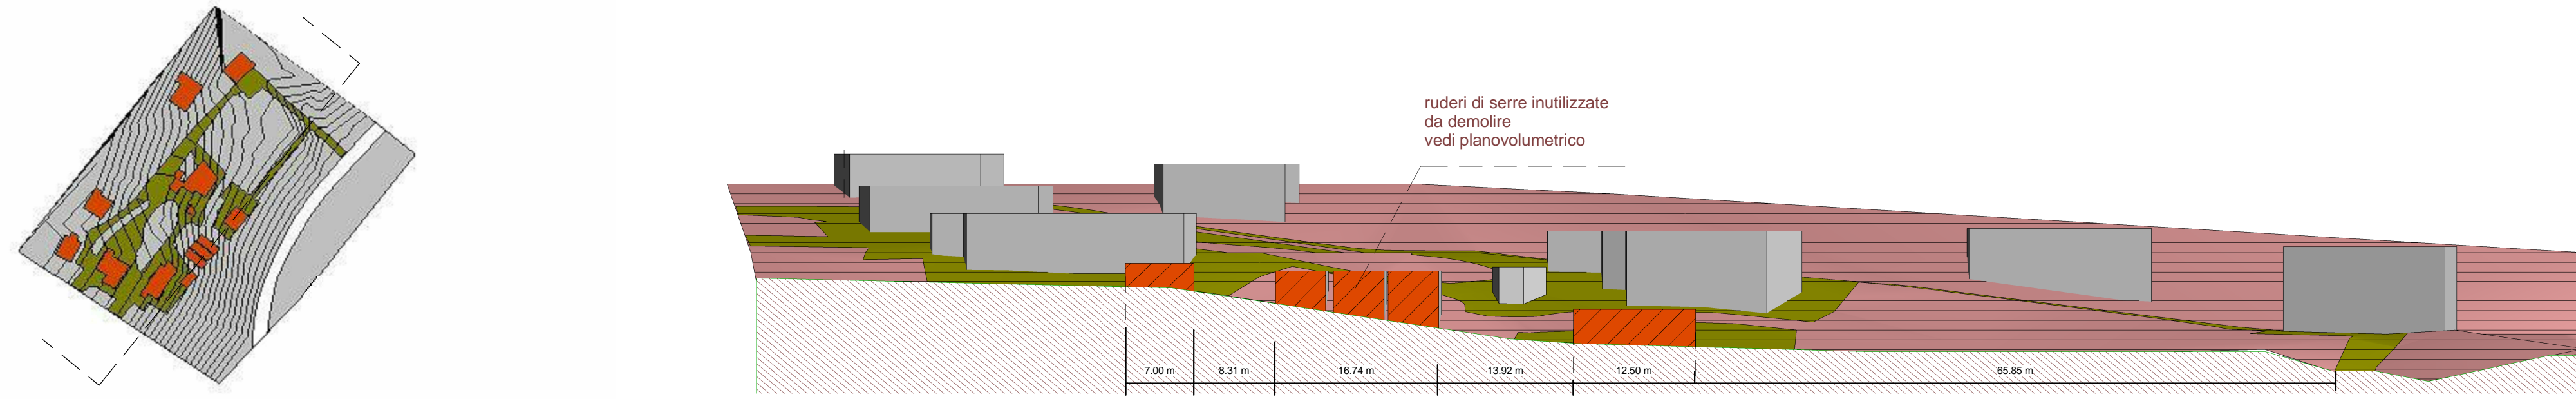 ruderi di serre inutilizzate
da demolire
vedi planovolumetrico
7.00 m 8.31 m 16.74 m 13.92 m 12.50 m 65.85 m